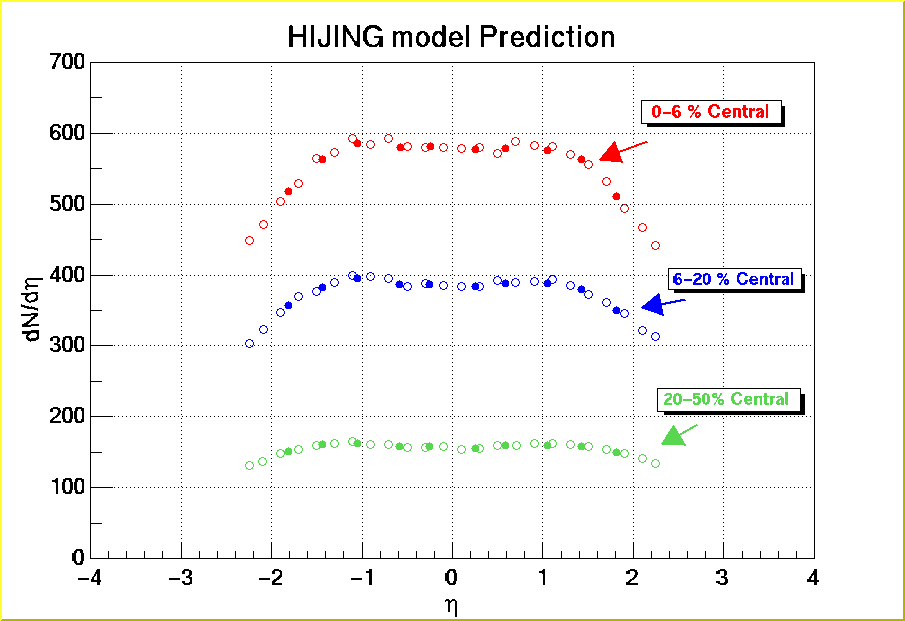 HIJING model Prediction
700
600
500
400
300
200
100
0
dN/dη
0-6 % Central
6-20 % Central
20-50% Central
-4 -3 -2 -1 0 1 2 3 4
η